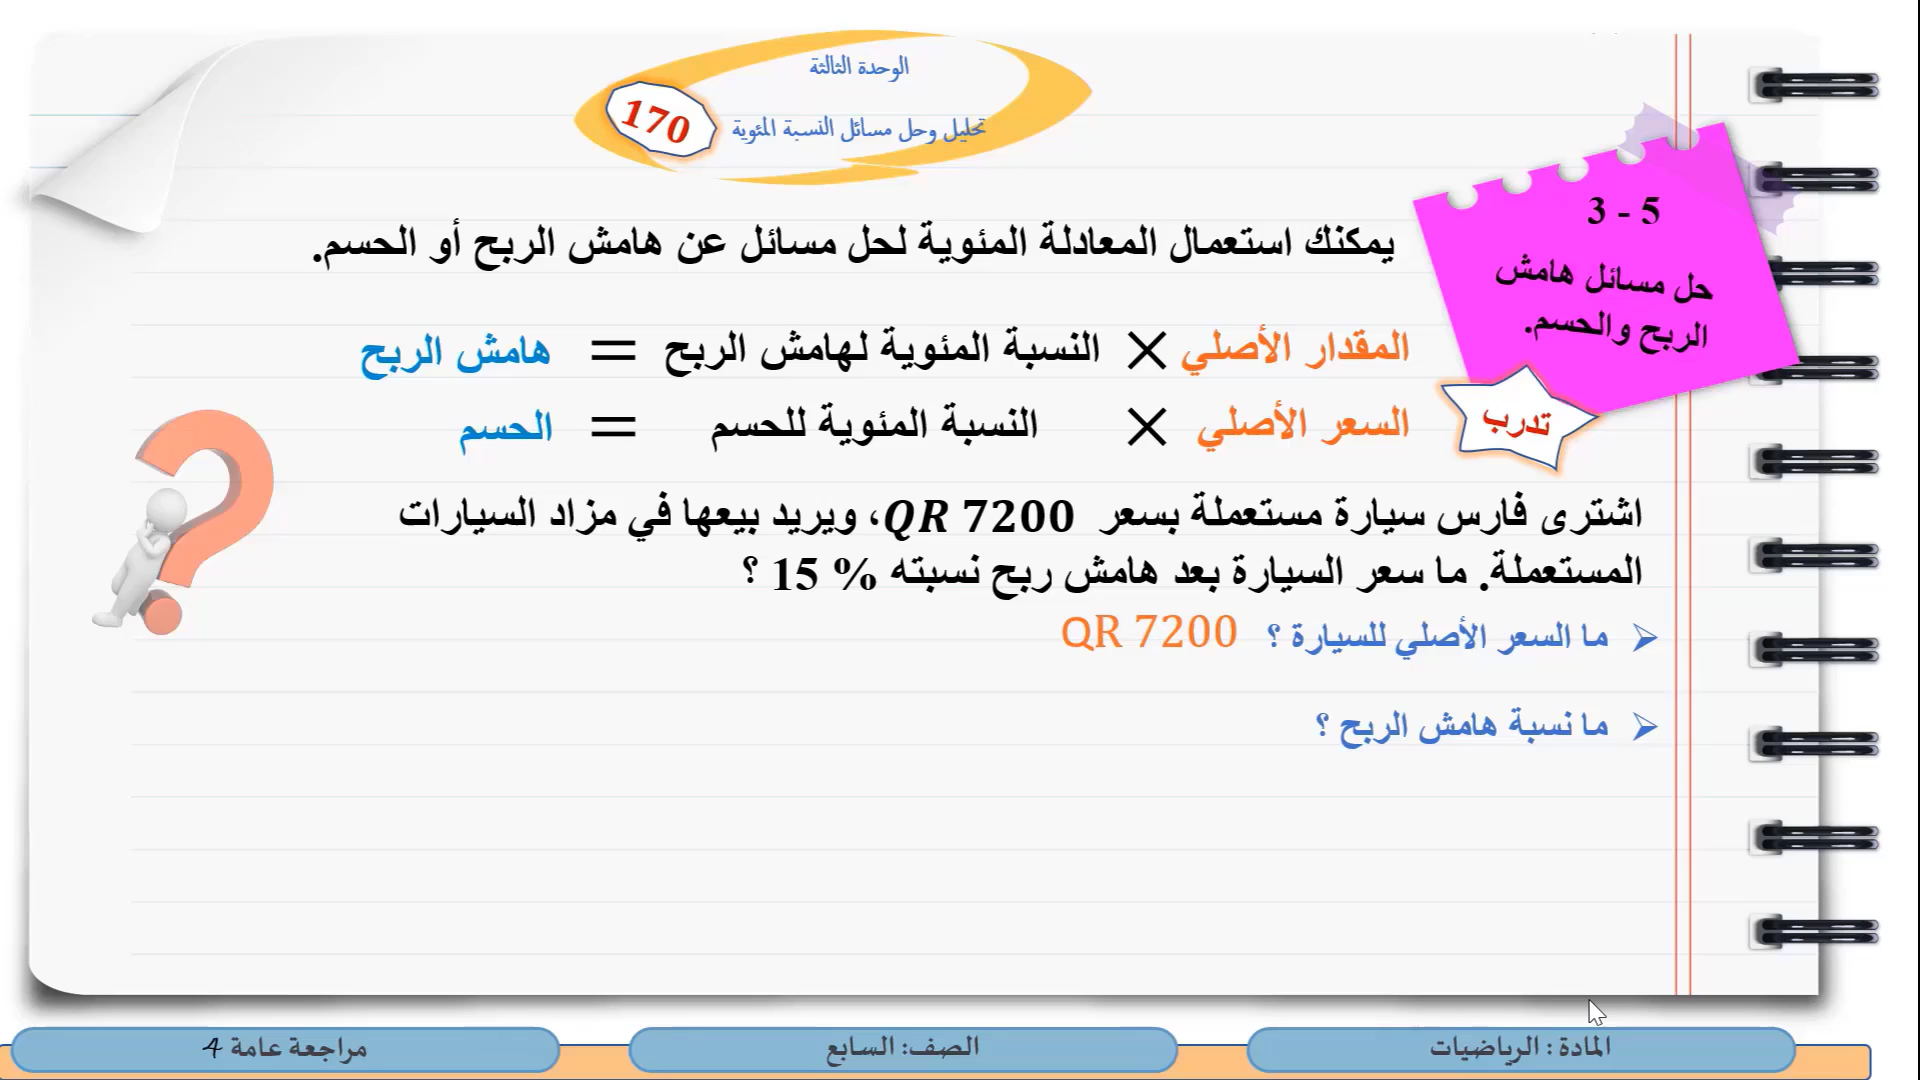 الوحدة الثالثة
170
تحليل وحل مسائل النسبة المئوية
3 - 5
حل مسائل هامش
الربح والحسم.
يمكنك استعمال المعادلة المئوية لحل مسائل عن هامش الربح أو الحسم.
المقدار الأصلي × النسبة المئوية لهامش الربح = هامش الربح
السعر الأصلي × النسبة المئوية للحسم = الحسم
تدرب
اشترى فارس سيارة مستعملة بسعر QR 7200، ويريد بيعها في مزاد السيارات
المستعملة. ما سعر السيارة بعد هامش ربح نسبته % 15 ؟
ما السعر الأصلي للسيارة ؟ QR 7200
ما نسبة هامش الربح ؟
المادة : الرياضيات
الصف: السابع
مراجعة عامة 4